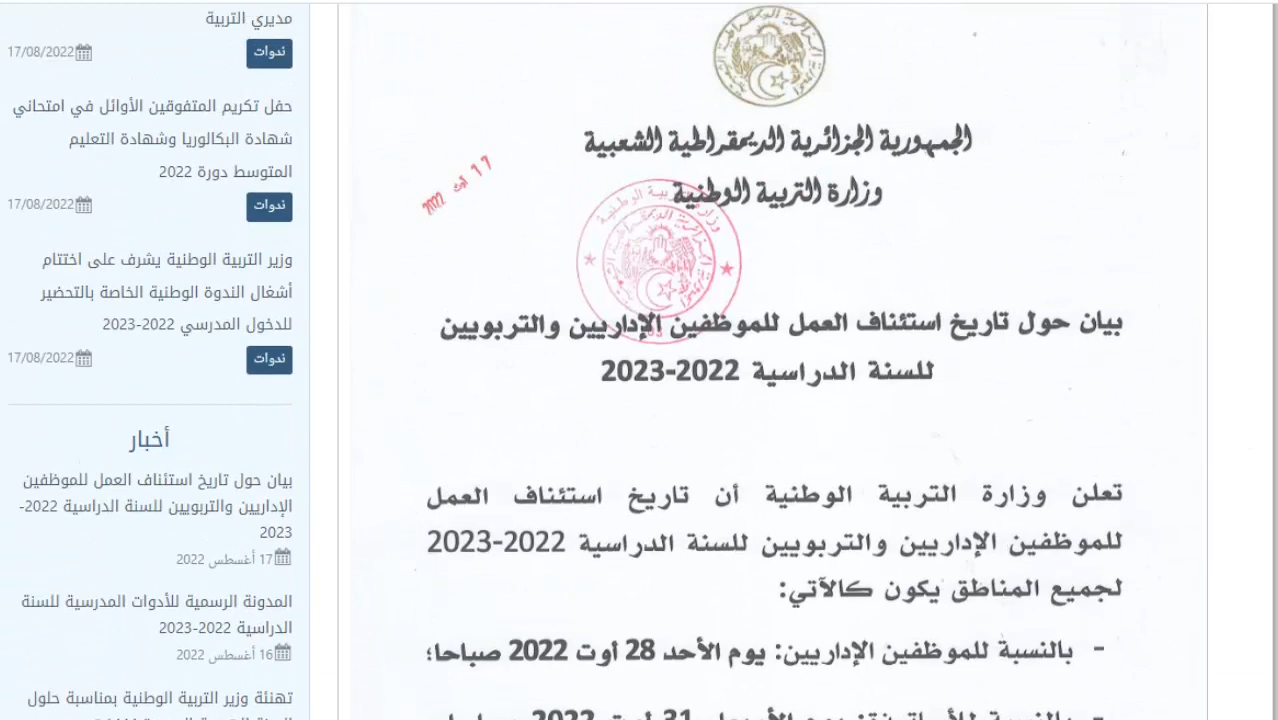 الجمهورية الجزائرية الديمقراطية الشعبية
وزارة التربية الوطنية
17 أوت 2022
بيان حول تاريخ استئناف العمل للموظفين الإداريين والتربويين
للسنة الدراسية 2022-2023
تعلن وزارة التربية الوطنية أن تاريخ استئناف العمل
للموظفين الإداريين والتربويين للسنة الدراسية 2022-2023
لجميع المناطق يكون كالآتي:
- بالنسبة للموظفين الإداريين: يوم الأحد 28 أوت 2022 صباحا؛
مديري التربية
ندوات
17/08/2022
حفل تكريم المتفوقين الأوائل في امتحاني
شهادة البكالوريا وشهادة التعليم
المتوسط دورة 2022
ندوات
17/08/2022
وزير التربية الوطنية يشرف على اختتام
أشغال الندوة الوطنية الخاصة بالتحضير
للدخول المدرسي 2022-2023
ندوات
17/08/2022
أخبار
بيان حول تاريخ استئناف العمل للموظفين
الإداريين والتربويين للسنة الدراسية 2022-
2023
17 أغسطس 2022
المدونة الرسمية للأدوات المدرسية للسنة
الدراسية 2022-2023
16 أغسطس 2022
تهنئة وزير التربية الوطنية بمناسبة حلول